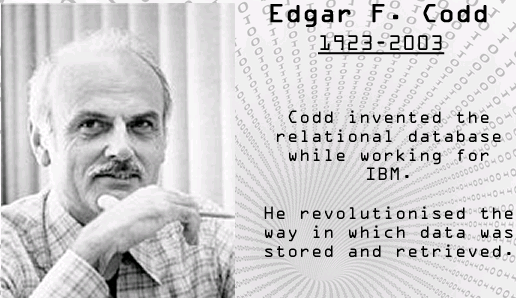 Edgar F. Codd
1923-2003
Codd invented the
relational database
while working for
IBM.
He revolutionised the
way in which data was
stored and retrieved.